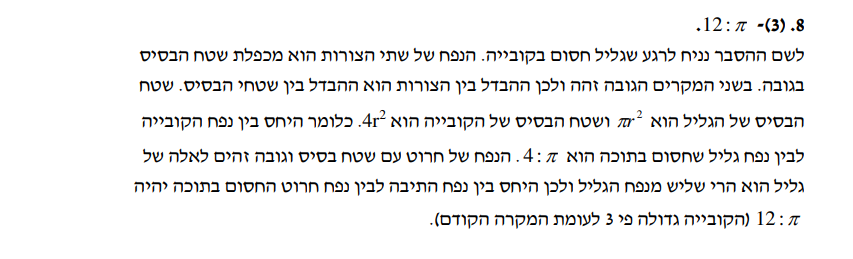 8. (3)- 12 : π.
לשם ההסבר נניח לרגע שגליל חסום בקובייה. הנפח של שתי הצורות הוא מכפלת שטח הבסיס
בגובה. בשני המקרים הגובה זהה ולכן ההבדל בין הצורות הוא ההבדל בין שטחי הבסיס. שטח
הבסיס של הגליל הוא πr² ושטח הבסיס של הקובייה הוא 4r². כלומר היחס בין נפח הקובייה
לבין נפח גליל שחסום בתוכה הוא 4 : π. הנפח של חרוט עם שטח בסיס וגובה זהים לאלה של
גליל הוא הרי שליש מנפח הגליל ולכן היחס בין נפח התיבה לבין נפח חרוט החסום בתוכה יהיה
12 : π (הקובייה גדולה פי 3 לעומת המקרה הקודם).